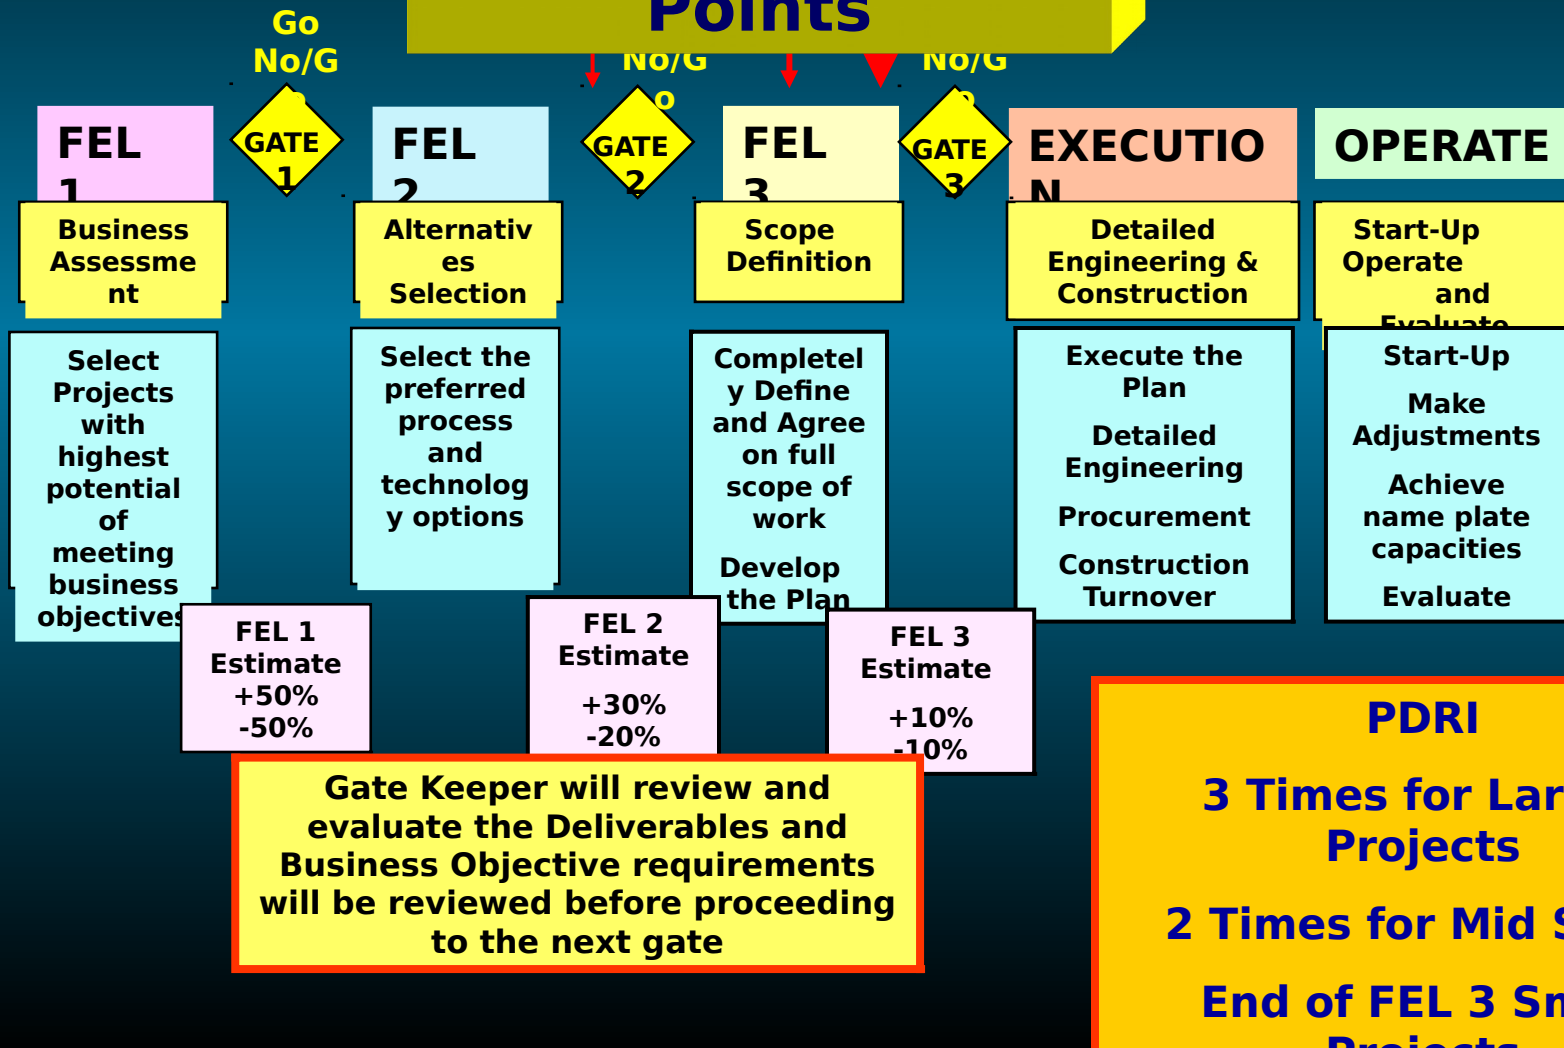 Points
Go
No/G
o
No/G
o
No/G
o
FEL
1
GATE
1
FEL
2
GATE
2
FEL
3
GATE
3
EXECUTIO
N
OPERATE
Business
Assessme
nt
Alternativ
es
Selection
Scope
Definition
Detailed
Engineering &
Construction
Start-Up
Operate
and
Evaluate
Select
Projects
with
highest
potential
of
meeting
business
objectives
Select the
preferred
process
and
technolog
y options
Completel
y Define
and Agree
on full
scope of
work
Develop
the Plan
Execute the
Plan
Detailed
Engineering
Procurement
Construction
Turnover
Start-Up
Make
Adjustments
Achieve
name plate
capacities
Evaluate
FEL 1
Estimate
+50%
-50%
FEL 2
Estimate
+30%
-20%
FEL 3
Estimate
+10%
-10%
Gate Keeper will review and
evaluate the Deliverables and
Business Objective requirements
will be reviewed before proceeding
to the next gate
PDRI
3 Times for
Projects
2 Times for Mid
End of FEL 3
Projects